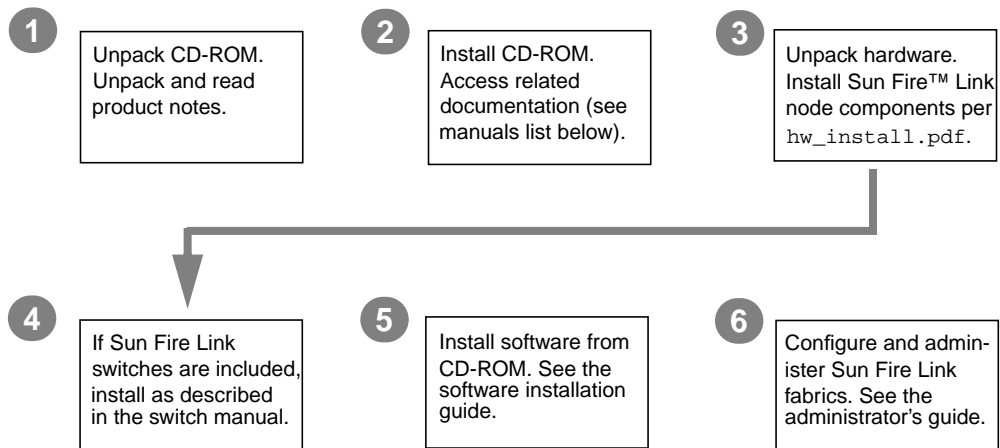 1
Unpack CD-ROM.
Unpack and read
product notes.
2
Install CD-ROM.
Access related
documentation (see
manuals list below).
3
Unpack hardware.
Install Sun Fire™ Link
node components per
hw_install.pdf.
4
If Sun Fire Link
switches are included,
install as described
in the switch manual.
5
Install software from
CD-ROM. See the
software installation
guide.
6
Configure and admin-
ister Sun Fire Link
fabrics. See the
administrator's guide.